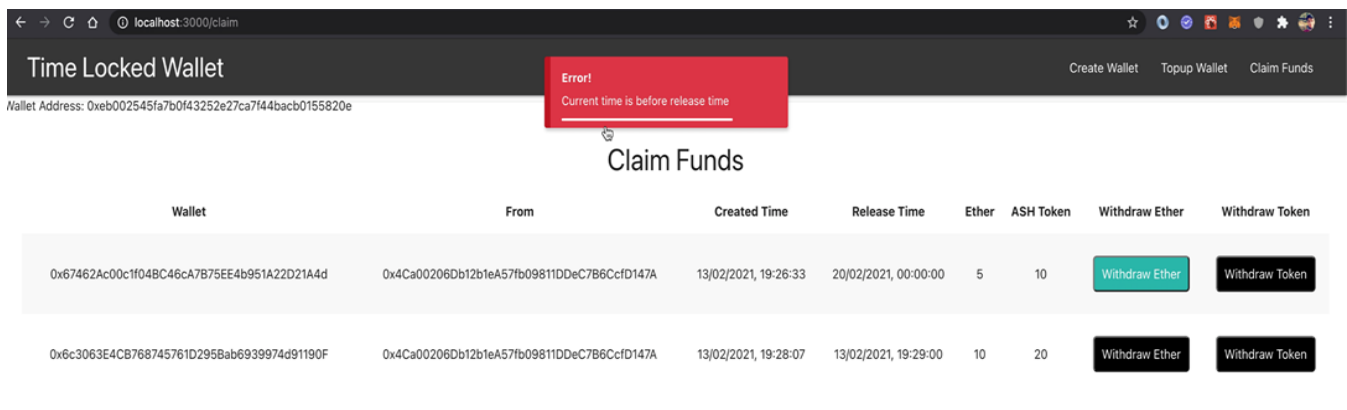 localhost:3000/claim
Time Locked Wallet
Create Wallet Topup Wallet Claim Funds
Error!
Current time is before release time
Wallet Address: 0xeb002545fa7b0f43252e27ca7f44bacb0155820e
Claim Funds
Wallet From Created Time Release Time Ether ASH Token Withdraw Ether Withdraw Token
0x67462Ac00c1f04BC46cA7B75EE4b951A22D21A4d 0x4Ca00206Db12b1eA57fb09811DDeC7B6CcfD147A 13/02/2021, 19:26:33 20/02/2021, 00:00:00 5 10 Withdraw Ether Withdraw Token
0x6c3063E4CB768745761D295Bab6939974d91190F 0x4Ca00206Db12b1eA57fb09811DDeC7B6CcfD147A 13/02/2021, 19:28:07 13/02/2021, 19:29:00 10 20 Withdraw Ether Withdraw Token